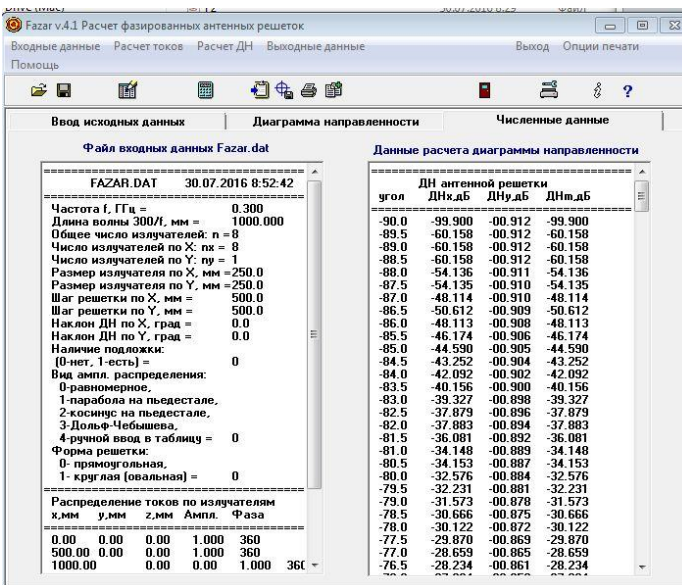 Fazar v.4.1 Расчет фазированных антенных решеток
Входные данные Расчет токов Расчет ДН Выходные данные Выход Опции печати
Помощь
Ввод исходных данных Диаграмма направленности Численные данные
Файл входных данных Fazar.dat
FAZAR.DAT 30.07.2016 8:52:42
Частота f, ГГц = 0.300
Длина волны 300/f, мм = 1000.000
Общее число излучателей: n = 8
Число излучателей по X: nx = 8
Число излучателей по Y: ny = 1
Размер излучателя по X, мм =250.0
Размер излучателя по Y, мм =250.0
Шаг решетки по X, мм = 500.0
Шаг решетки по Y, мм = 500.0
Наклон ДН по X, град = 0.0
Наклон ДН по Y, град = 0.0
Наличие подложки:
(0-нет, 1-есть) = 0
Вид ампл. распределения:
0-равномерное,
1-парабола на пьедестале,
2-косинус на пьедестале,
3-Дольф-Чебышева,
4-ручной ввод в таблицу = 0
Форма решетки:
0- прямоугольная,
1- круглая (овальная) = 0
Распределение токов по излучателям
x,мм y,мм z,мм Ампл. Фаза
0.00 0.00 0.00 1.000 360
500.00 0.00 0.00 1.000 360
1000.00 0.00 0.00 1.000 36(
Данные расчета диаграммы направленности
ДН антенной решетки
угол ДНx,дБ ДНy,дБ ДНm,дБ
-90.0 -99.900 -00.912 -99.900
-89.5 -60.158 -00.912 -60.158
-89.0 -60.158 -00.912 -60.158
-88.5 -60.158 -00.912 -60.158
-88.0 -54.136 -00.911 -54.136
-87.5 -54.135 -00.910 -54.135
-87.0 -48.114 -00.910 -48.114
-86.5 -50.612 -00.909 -50.612
-86.0 -48.113 -00.908 -48.113
-85.5 -46.174 -00.906 -46.174
-85.0 -44.590 -00.905 -44.590
-84.5 -43.252 -00.904 -43.252
-84.0 -42.092 -00.902 -42.092
-83.5 -40.156 -00.900 -40.156
-83.0 -39.327 -00.898 -39.327
-82.5 -37.879 -00.896 -37.879
-82.0 -37.883 -00.894 -37.883
-81.5 -36.081 -00.892 -36.081
-81.0 -34.148 -00.889 -34.148
-80.5 -34.153 -00.887 -34.153
-80.0 -32.576 -00.884 -32.576
-79.5 -32.231 -00.881 -32.231
-79.0 -31.573 -00.878 -31.573
-78.5 -30.666 -00.875 -30.666
-78.0 -30.122 -00.872 -30.122
-77.5 -29.870 -00.869 -29.870
-77.0 -28.659 -00.865 -28.659
-76.5 -28.234 -00.861 -28.234